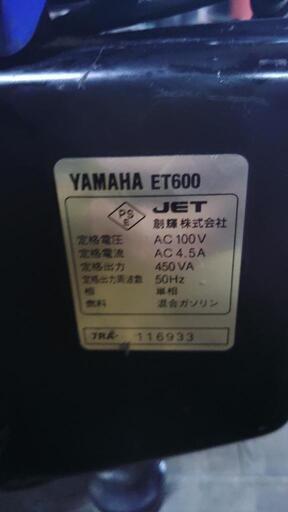 YAMAHA ET600
PS E JET
創輝株式会社
定格電圧 AC 100V
定格電流 AC 4.5A
定格出力 450VA
定格出力周波数 50Hz
相 単相
燃料 混合ガソリン
7RA- 116933